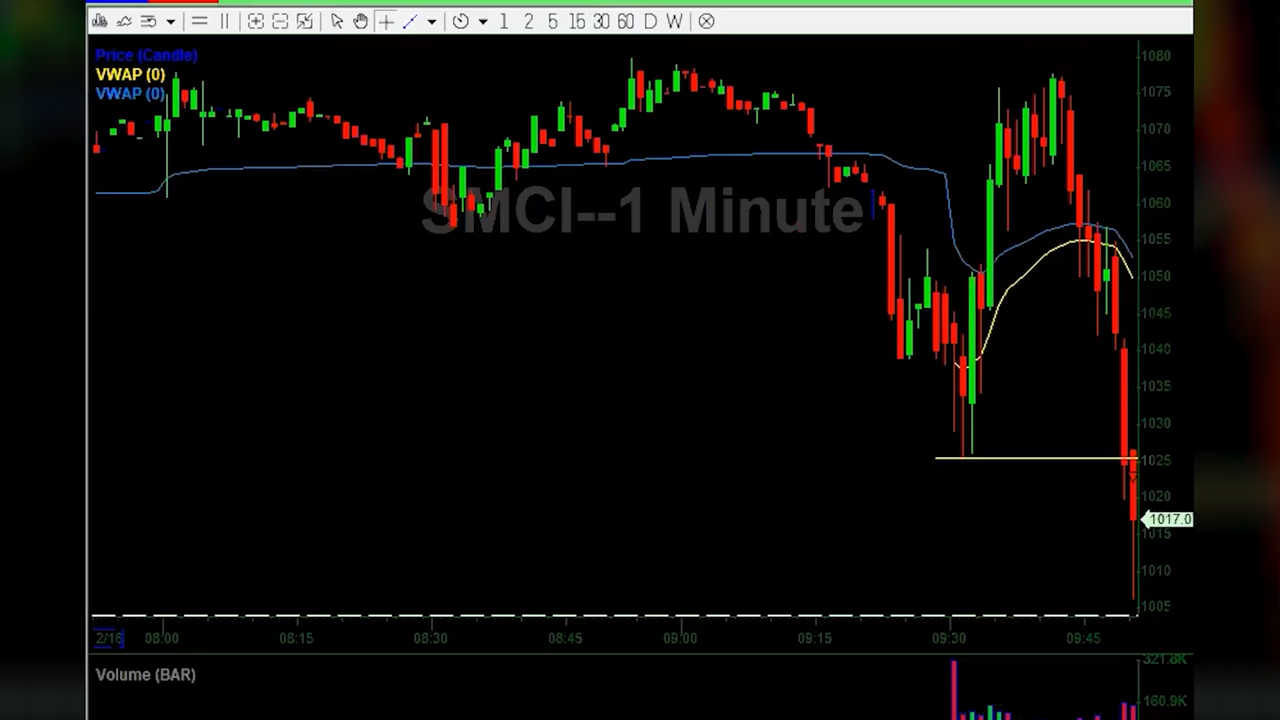 1 2 5 15 30 60 D W
Price (Candle)
VWAP (0)
VWAP (0)
SMCI--1 Minute
1080
1075
1070
1065
1060
1055
1050
1045
1040
1035
1030
1025
1020
1017.0
1015
1010
1005
2/16 08:00 08:15 08:30 08:45 09:00 09:15 09:30 09:45
Volume (BAR)
321.8K
160.9K